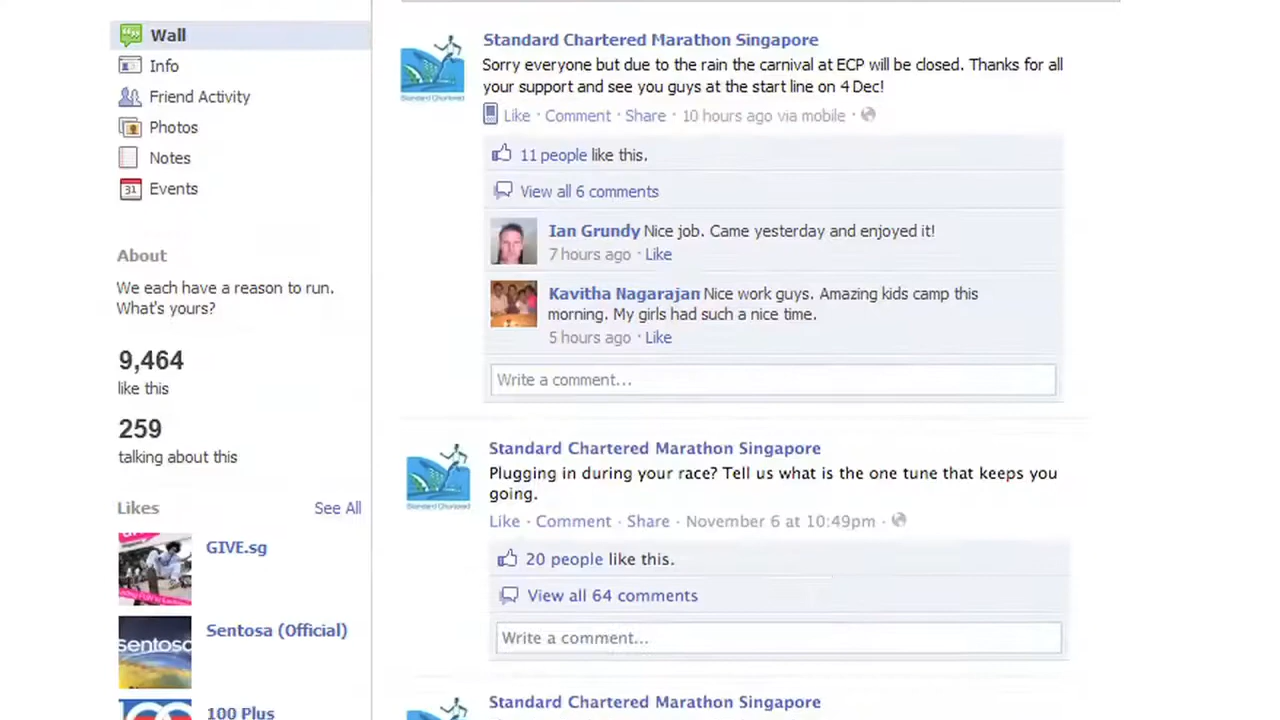 Wall
Info
Friend Activity
Photos
Notes
31 Events
About
We each have a reason to run.
What's yours?
9,464
like this
259
talking about this
Likes See All
GIVE.sg
sentosa Sentosa (Official)
100 Plus
Standard Chartered Marathon Singapore
Sorry everyone but due to the rain the carnival at ECP will be closed. Thanks for all
your support and see you guys at the start line on 4 Dec!
Standard Chartered
Like · Comment · Share · 10 hours ago via mobile ·
11 people like this.
View all 6 comments
Ian Grundy Nice job. Came yesterday and enjoyed it!
7 hours ago · Like
Kavitha Nagarajan Nice work guys. Amazing kids camp this
morning. My girls had such a nice time.
5 hours ago · Like
Write a comment...
Standard Chartered Marathon Singapore
Plugging in during your race? Tell us what is the one tune that keeps you
going.
Standard Chartered
Like · Comment · Share · November 6 at 10:49pm ·
20 people like this.
View all 64 comments
Write a comment...
Standard Chartered Marathon Singapore